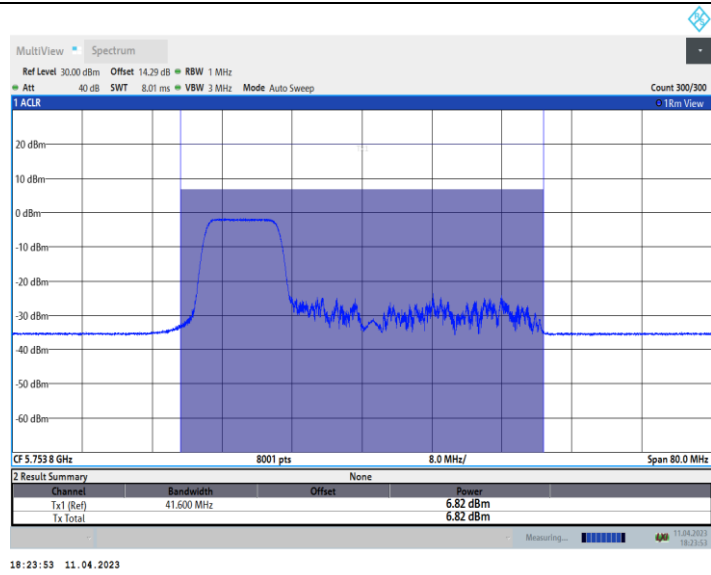 MultiView Spectrum
Ref Level 30.00 dBm Offset 14.29 dB RBW 1 MHz
Att 40 dB SWT 8.01 ms VBW 3 MHz Mode Auto Sweep Count 300/300
1 ACLR 1Rm View
20 dBm
10 dBm
0 dBm
-10 dBm
-20 dBm
-30 dBm
-40 dBm
-50 dBm
-60 dBm
CF 5.7538 GHz 8001 pts 8.0 MHz/ Span 80.0 MHz
2 Result Summary None
Channel Bandwidth Offset Power
Tx1 (Ref) 41.600 MHz 6.82 dBm
Tx Total 6.82 dBm
Measuring... 11.04.2023
18:23:53
18:23:53 11.04.2023